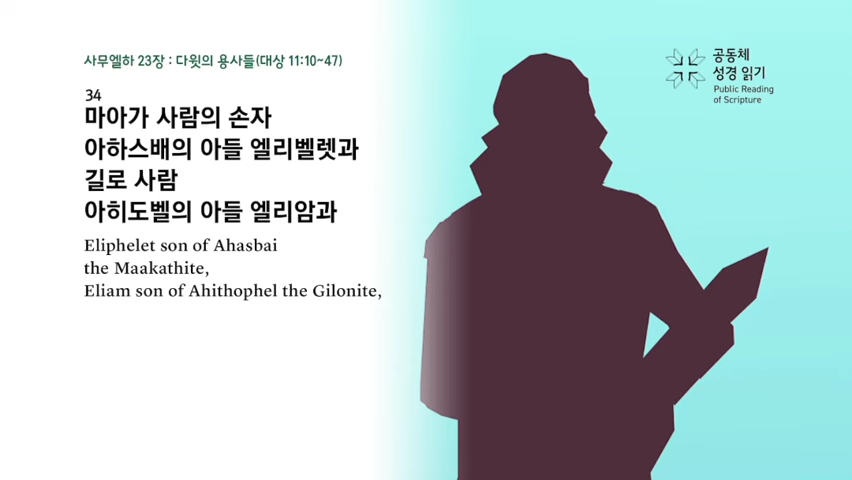 사무엘하 23장 : 다윗의 용사들(대상 11:10~47)
34
마아가 사람의 손자
아하스배의 아들 엘리벨렛과
길로 사람
아히도벨의 아들 엘리암과
Eliphelet son of Ahasbai
the Maakathite,
Eliam son of Ahithophel the Gilonite,
공동체
성경 읽기
Public Reading
of Scripture